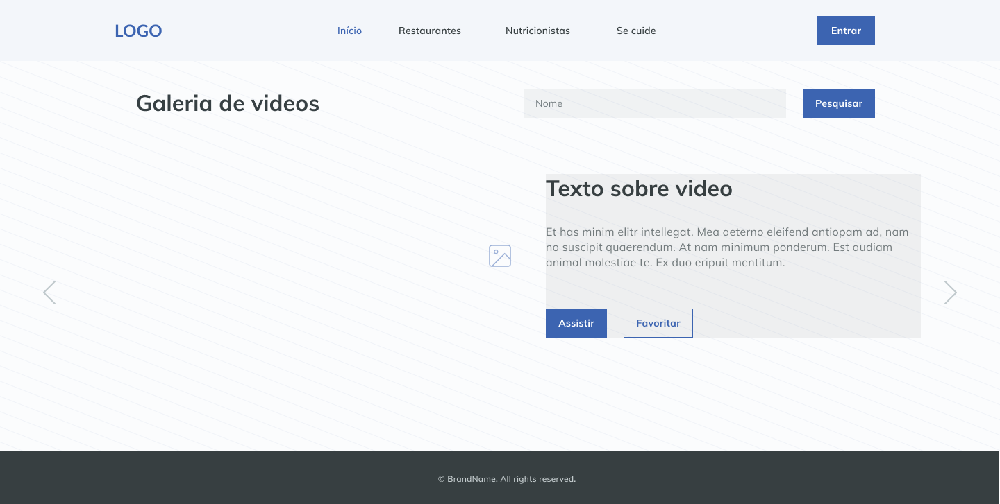 LOGO
Início
Restaurantes
Nutricionistas
Se cuide
Entrar
Galeria de videos
Nome
Pesquisar
Texto sobre video
Et has minim elitr intellegat. Mea aeterno eleifend antiopam ad, nam
no suscipit quaerendum. At nam minimum ponderum. Est audiam
animal molestiae te. Ex duo eripuit mentitum.
Assistir
Favoritar
© BrandName. All rights reserved.